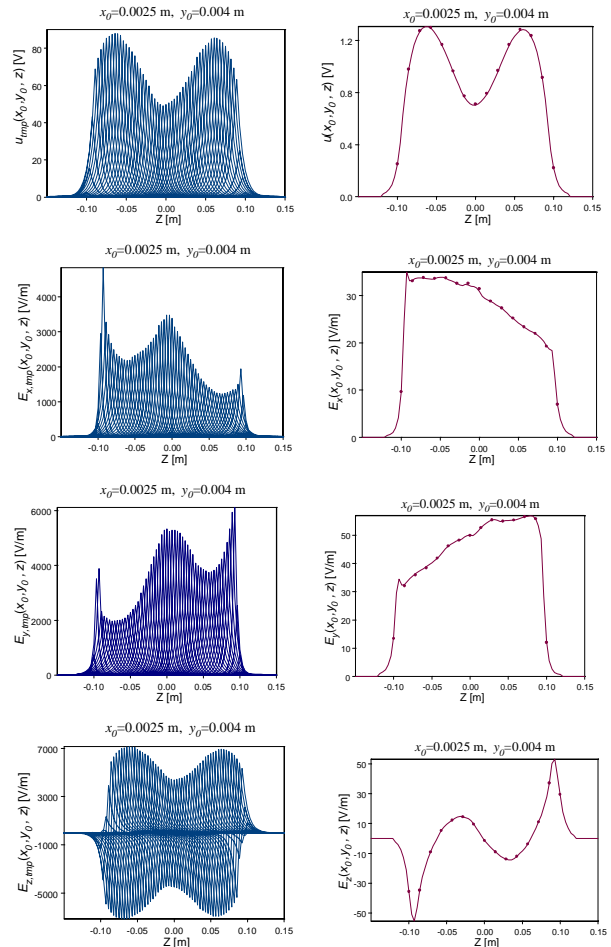 x0=0.0025 m, y0=0.004 m
utmp(x0,y0, z) [V]
80
60
40
20
0
-0.10 -0.05 0.00 0.05 0.10 0.15
Z [m]
x0=0.0025 m, y0=0.004 m
u(x0,y0, z) [V]
1.2
0.8
0.4
0.0
-0.10 -0.05 0.00 0.05 0.10 0.15
Z [m]
x0=0.0025 m, y0=0.004 m
Ex,tmp(x0,y0, z) [V/m]
4000
3000
2000
1000
0
-0.10 -0.05 0.00 0.05 0.10 0.15
Z [m]
x0=0.0025 m, y0=0.004 m
Ex(x0,y0, z) [V/m]
30
20
10
0
-0.10 -0.05 0.00 0.05 0.10 0.15
Z [m]
x0=0.0025 m, y0=0.004 m
Ey,tmp(x0,y0, z) [V/m]
6000
4000
2000
0
-0.10 -0.05 0.00 0.05 0.10 0.15
Z [m]
x0=0.0025 m, y0=0.004 m
Ey(x0,y0, z) [V/m]
50
40
30
20
10
0
-0.10 -0.05 0.00 0.05 0.10 0.15
Z [m]
x0=0.0025 m, y0=0.004 m
Ez,tmp(x0,y0, z) [V/m]
7000
3000
-1000
-5000
-0.10 -0.05 0.00 0.05 0.10 0.15
Z [m]
x0=0.0025 m, y0=0.004 m
Ez(x0,y0, z) [V/m]
50
30
10
-10
-30
-50
-0.10 -0.05 0.00 0.05 0.10 0.15
Z [m]